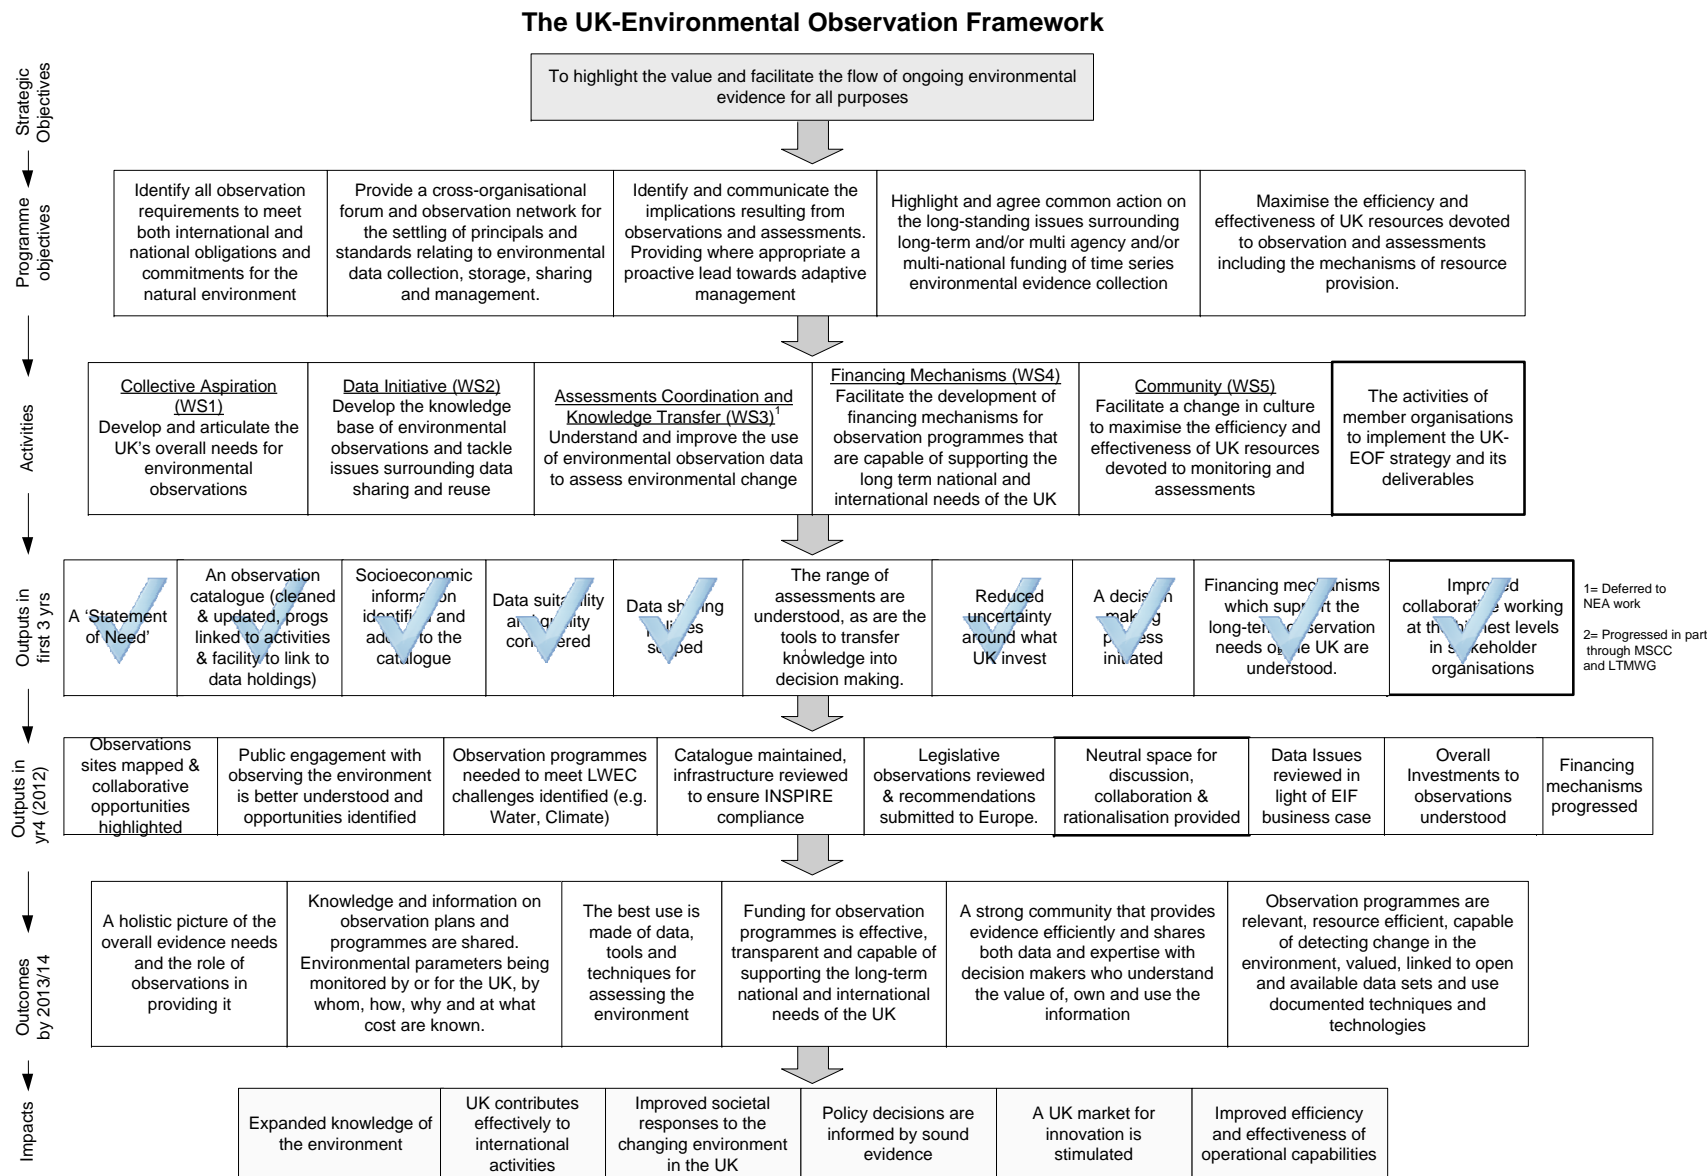 The UK-Environmental Observation Framework
Strategic
Objectives
To highlight the value and facilitate the flow of ongoing environmental
evidence for all purposes
Programme
objectives
Identify all observation
requirements to meet
both international and
national obligations and
commitments for the
natural environment
Provide a cross-organisational
forum and observation network for
the settling of principals and
standards relating to environmental
data collection, storage, sharing
and management.
Identify and communicate the
implications resulting from
observations and assessments.
Providing where appropriate a
proactive lead towards adaptive
management
Highlight and agree common action on
the long-standing issues surrounding
long-term and/or multi agency and/or
multi-national funding of time series
environmental evidence collection
Maximise the efficiency and
effectiveness of UK resources devoted
to observation and assessments
including the mechanisms of resource
provision.
Activities
Collective Aspiration
(WS1)
Develop and articulate the
UK's overall needs for
environmental
observations
Data Initiative (WS2)
Develop the knowledge
base of environmental
observations and tackle
issues surrounding data
sharing and reuse
Assessments Coordination and
Knowledge Transfer (WS3)1
Understand and improve the use
of environmental observation data
to assess environmental change
Financing Mechanisms (WS4)
Facilitate the development of
financing mechanisms for
observation programmes that
are capable of supporting the
long term national and
international needs of the UK
Community (WS5)
Facilitate a change in culture
to maximise the efficiency and
effectiveness of UK resources
devoted to monitoring and
assessments
The activities of
member organisations
to implement the UK-
EOF strategy and its
deliverables
Outputs in
first 3 yrs
A 'Statement
of Need'
An observation
catalogue (cleaned
& updated, progs
linked to activities
& facility to link to
data holdings)
Socioeconomic
information
identified and
added to the
catalogue
Data suitability
and quality
considered
Data sharing
policies
scoped
The range of
assessments are
understood, as are the
tools to transfer
knowledge into
1
decision making.
Reduced
uncertainty
around what
UK invest
A decision
making
process
initiated
Financing mechanisms
which support the
long-term observation
needs of the UK are
understood.
Improved
collaborative working
at the highest levels
in stakeholder
organisations
1= Deferred to
NEA work
2= Progressed in part
through MSCC
and LTMWG
Outputs in
yr4 (2012)
Observations
sites mapped &
collaborative
opportunities
highlighted
Public engagement with
observing the environment
is better understood and
opportunities identified
Observation programmes
needed to meet LWEC
challenges identified (e.g.
Water, Climate)
Catalogue maintained,
infrastructure reviewed
to ensure INSPIRE
compliance
Legislative
observations reviewed
& recommendations
submitted to Europe.
Neutral space for
discussion,
collaboration &
rationalisation provided
Data Issues
reviewed in
light of EIF
business case
Overall
Investments to
observations
understood
Financing
mechanisms
progressed
Outcomes
by 2013/14
A holistic picture of the
overall evidence needs
and the role of
observations in
providing it
Knowledge and information on
observation plans and
programmes are shared.
Environmental parameters being
monitored by or for the UK, by
whom, how, why and at what
cost are known.
The best use is
made of data,
tools and
techniques for
assessing the
environment
Funding for observation
programmes is effective,
transparent and capable of
supporting the long-term
national and international
needs of the UK
A strong community that provides
evidence efficiently and shares
both data and expertise with
decision makers who understand
the value of, own and use the
information
Observation programmes are
relevant, resource efficient, capable
of detecting change in the
environment, valued, linked to open
and available data sets and use
documented techniques and
technologies
Impacts
Expanded knowledge of
the environment
UK contributes
effectively to
international
activities
Improved societal
responses to the
changing environment
in the UK
Policy decisions are
informed by sound
evidence
A UK market for
innovation is
stimulated
Improved efficiency
and effectiveness of
operational capabilities